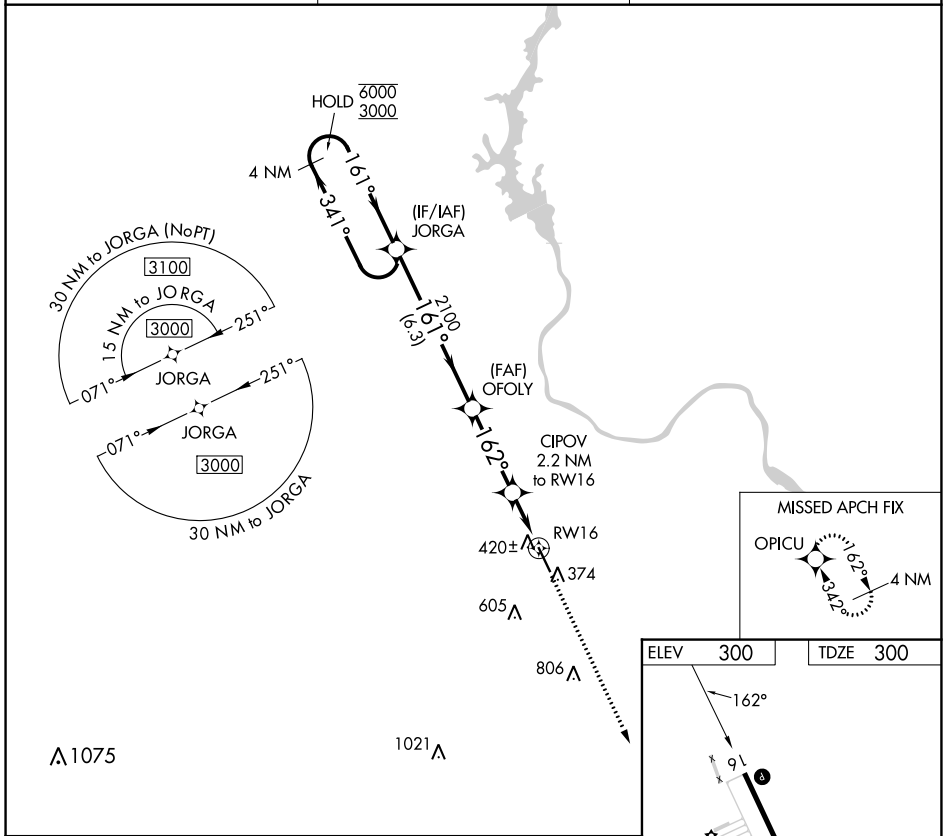 HOLD 6000
3000
4 NM
161°
341°
(IF/IAF)
JORGA
30 NM to JORGA (NoPT)
3100
15 NM to JORGA
3000
251°
071°
JORGA
2100
161°
(6.3)
251°
071°
JORGA
3000
30 NM to JORGA
(FAF)
OFOLY
162°
CIPOV
2.2 NM
to RW16
RW16
420±
374
605
806
1021
1075
MISSED APCH FIX
OPICU
162°
342°
4 NM
ELEV 300
TDZE 300
162°
16
P
x
x